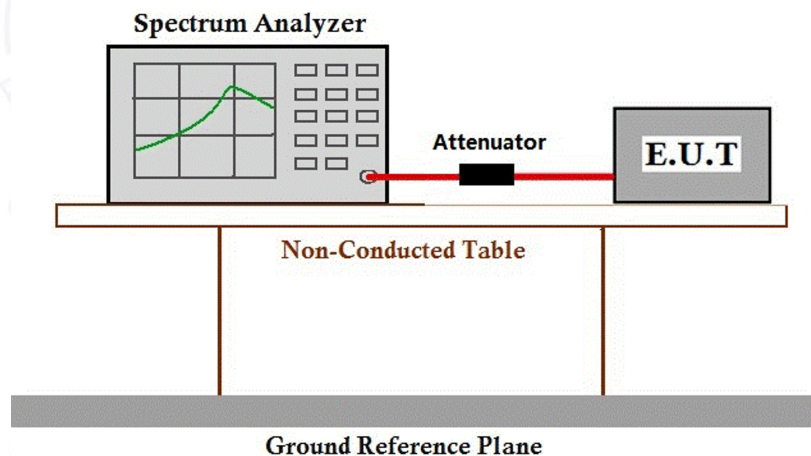 Spectrum Analyzer
Attenuator
E.U.T
Non-Conducted Table
Ground Reference Plane